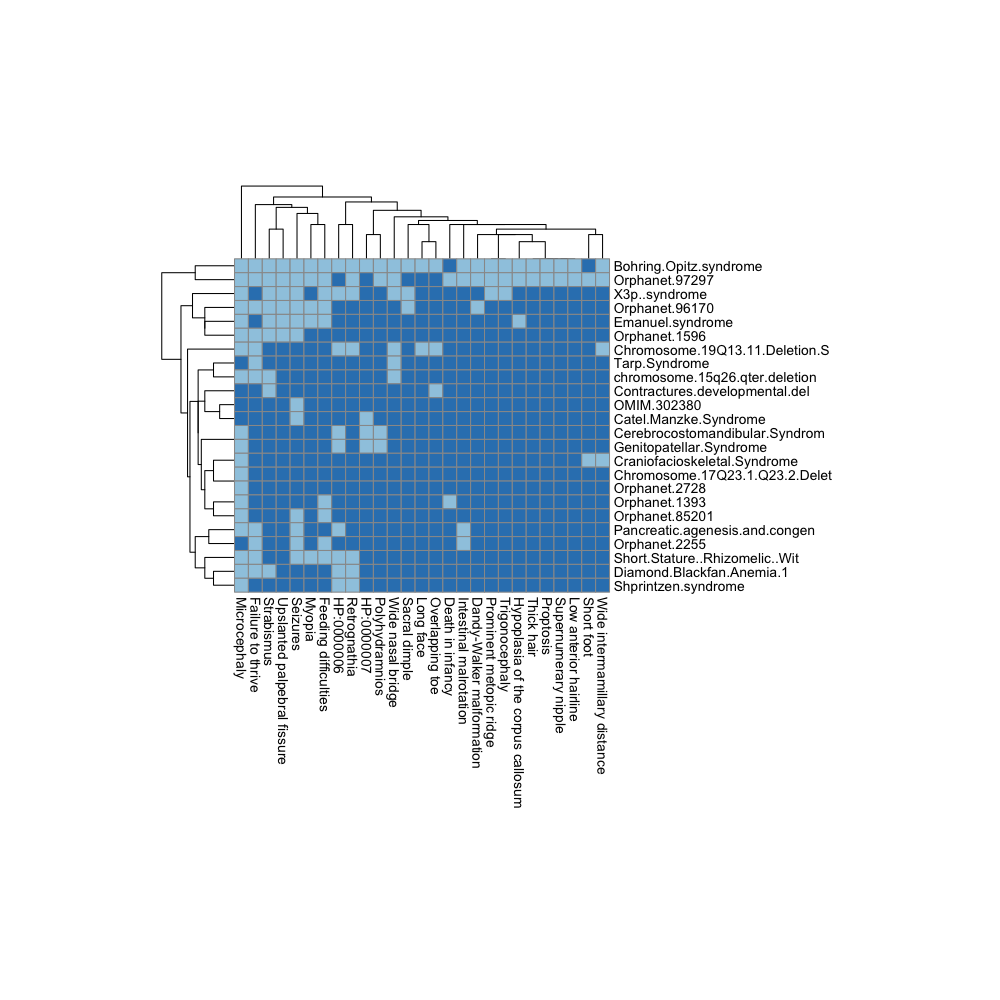 Bohring.Opitz.syndrome
Orphanet.97297
X3p..syndrome
Orphanet.96170
Emanuel.syndrome
Orphanet.1596
Chromosome.19Q13.11.Deletion.S
Tarp.Syndrome
chromosome.15q26.qter.deletion
Contractures.developmental.del
OMIM.302380
Catel.Manzke.Syndrome
Cerebrocostomandibular.Syndrom
Genitopatellar.Syndrome
Craniofacioskeletal.Syndrome
Chromosome.17Q23.1.Q23.2.Delet
Orphanet.2728
Orphanet.1393
Orphanet.85201
Pancreatic.agenesis.and.congen
Orphanet.2255
Short.Stature..Rhizomelic..Wit
Diamond.Blackfan.Anemia.1
Shprintzen.syndrome
Microcephaly
Failure to thrive
Strabismus
Upslanted palpebral fissure
Seizures
Myopia
Feeding difficulties
HP:0000006
Retrognathia
HP:0000007
Polyhydramnios
Wide nasal bridge
Sacral dimple
Long face
Overlapping toe
Death in infancy
Intestinal malrotation
Dandy-Walker malformation
Prominent metopic ridge
Trigonocephaly
Hypoplasia of the corpus callosum
Thick hair
Proptosis
Supernumerary nipple
Low anterior hairline
Short foot
Wide intermamillary distance